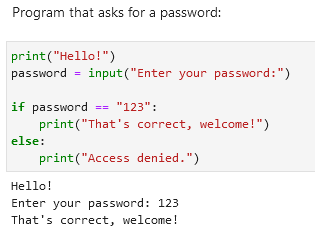 Program that asks for a password:
print("Hello!")
password = input("Enter your password:")
if password == "123":
    print("That's correct, welcome!")
else:
    print("Access denied.")
Hello!
Enter your password: 123
That's correct, welcome!